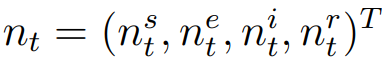 n_t = (n_t^s, n_t^e, n_t^i, n_t^r)^T